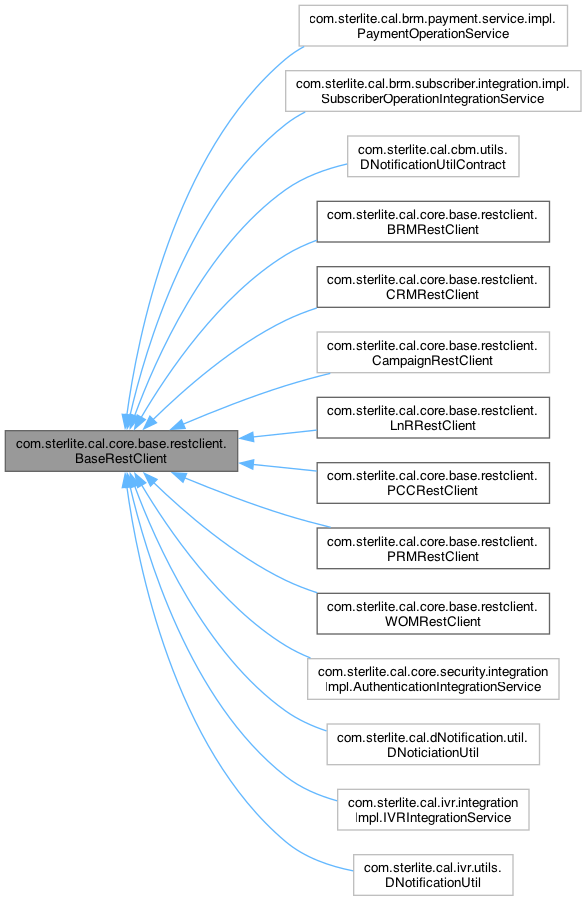 com.sterlite.cal.brm.payment.service.impl.
PaymentOperationService
com.sterlite.cal.brm.subscriber.integration.impl.
SubscriberOperationIntegrationService
com.sterlite.cal.cbm.utils.
DNotificationUtilContract
com.sterlite.cal.core.base.restclient.
BRMRestClient
com.sterlite.cal.core.base.restclient.
CRMRestClient
com.sterlite.cal.core.base.restclient.
CampaignRestClient
com.sterlite.cal.core.base.restclient.
LnRRestClient
com.sterlite.cal.core.base.restclient.
BaseRestClient
com.sterlite.cal.core.base.restclient.
PCCRestClient
com.sterlite.cal.core.base.restclient.
PRMRestClient
com.sterlite.cal.core.base.restclient.
WOMRestClient
com.sterlite.cal.core.security.integration
Impl.AuthenticationIntegrationService
com.sterlite.cal.dNotification.util.
DNoticiationUtil
com.sterlite.cal.ivr.integration
Impl.IVRIntegrationService
com.sterlite.cal.ivr.utils.
DNotificationUtil